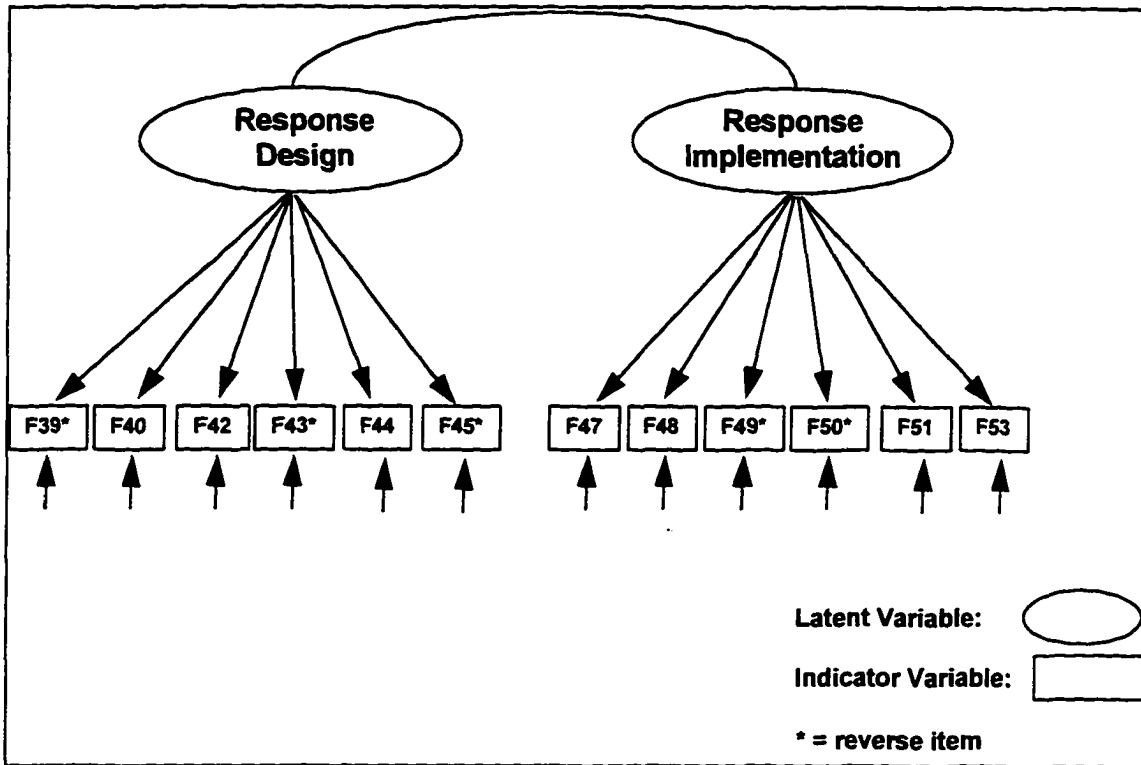 Response
Design
Response
Implementation
F39* F40 F42 F43* F44 F45* F47 F48 F49* F50* F51 F53
Latent Variable:
Indicator Variable:
* = reverse item